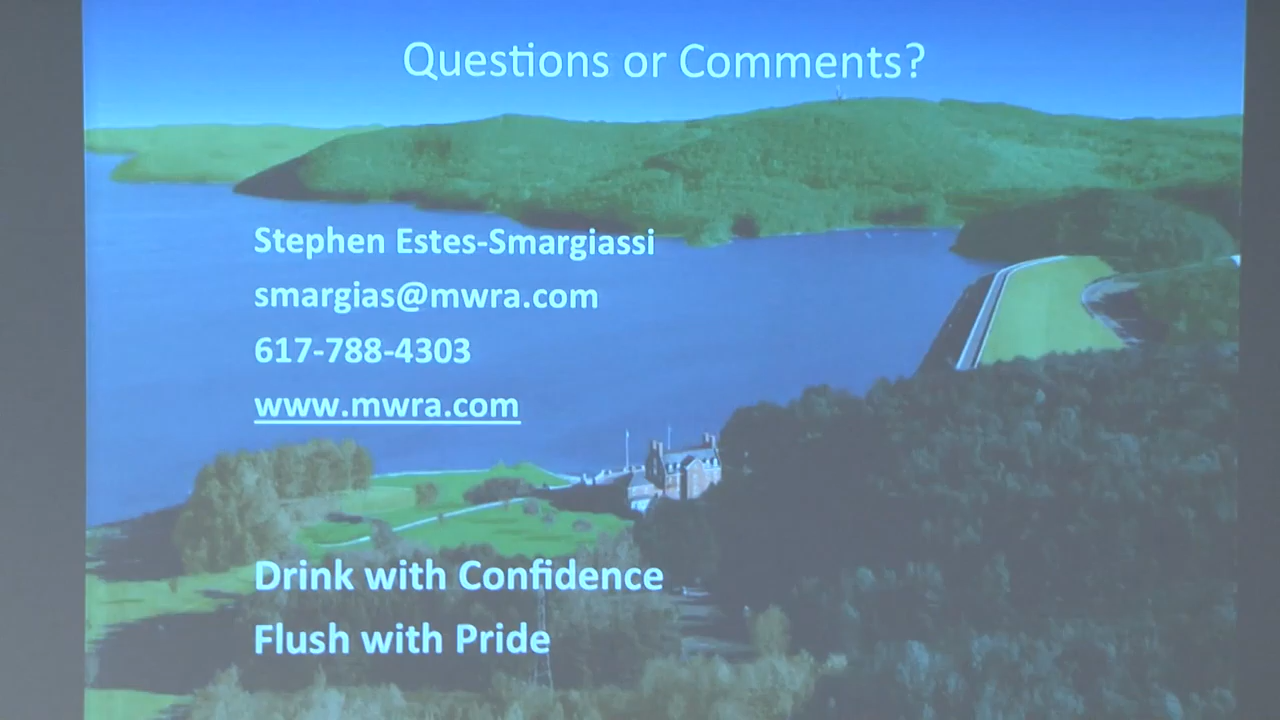 Questions or Comments?
Stephen Estes-Smargiassi
smargias@mwra.com
617-788-4303
www.mwra.com
Drink with Confidence
Flush with Pride